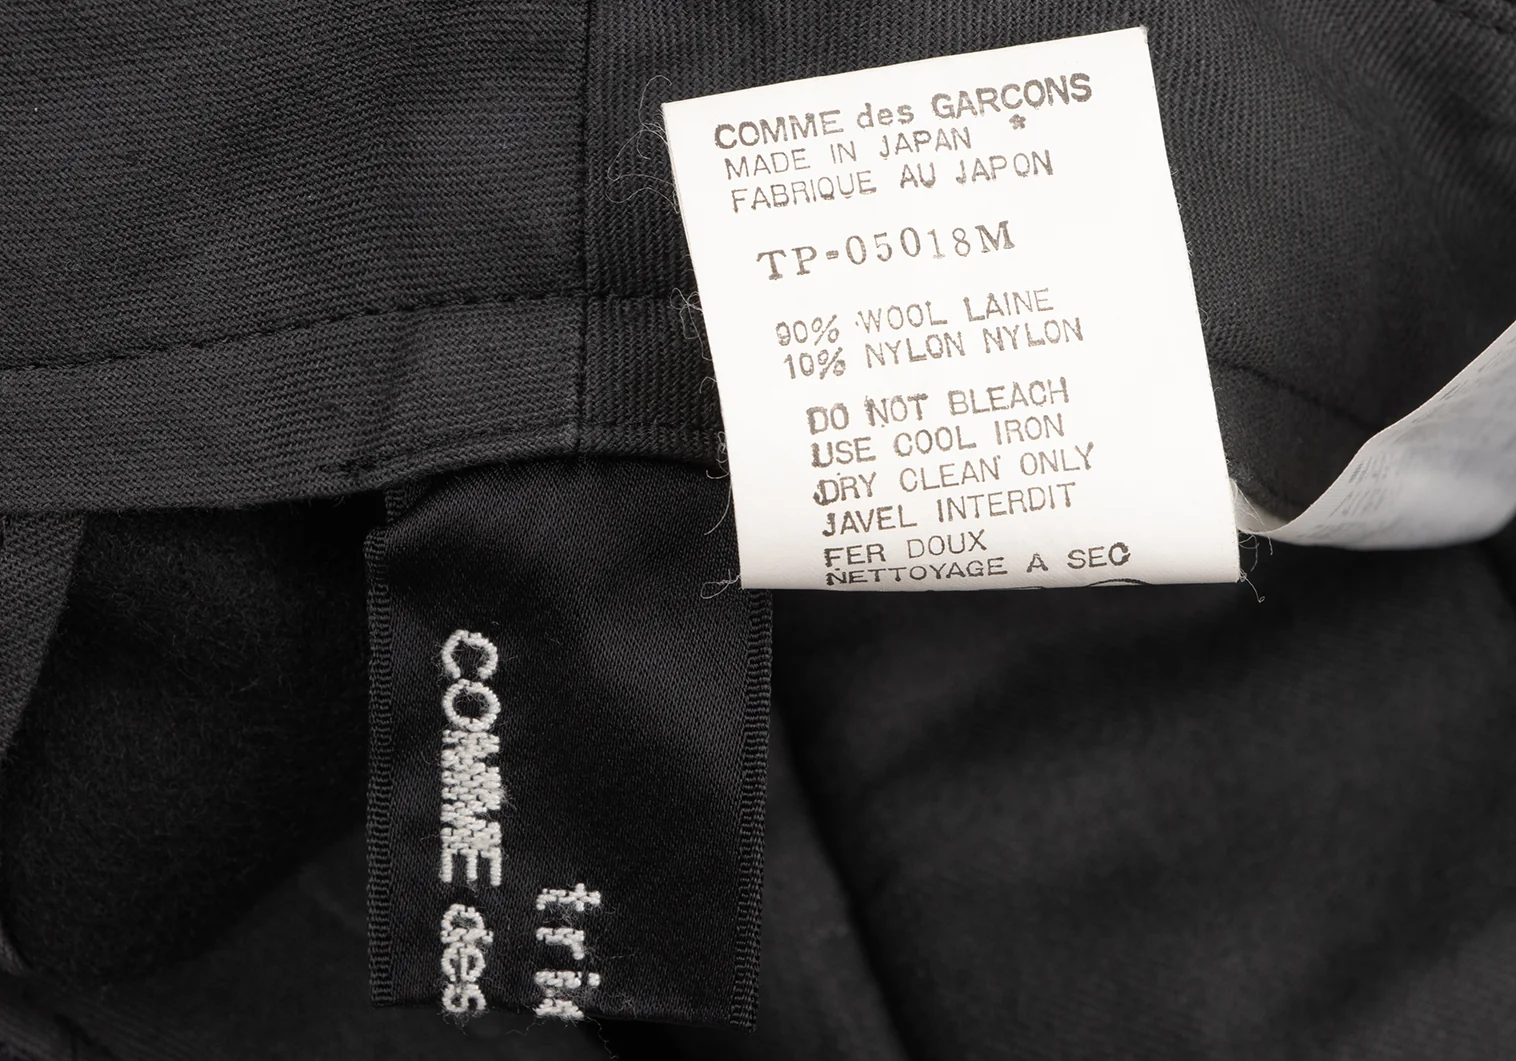 COMME des GARÇONS
MADE IN JAPAN
FABRIQUE AU JAPON
TP-05018M
90% WOOL LAINE
10% NYLON NYLON
DO NOT BLEACH
USE COOL IRON
DRY CLEAN ONLY
JAVEL INTERDIT
FER DOUX
NETTOYAGE A SEC
COMME des
tri